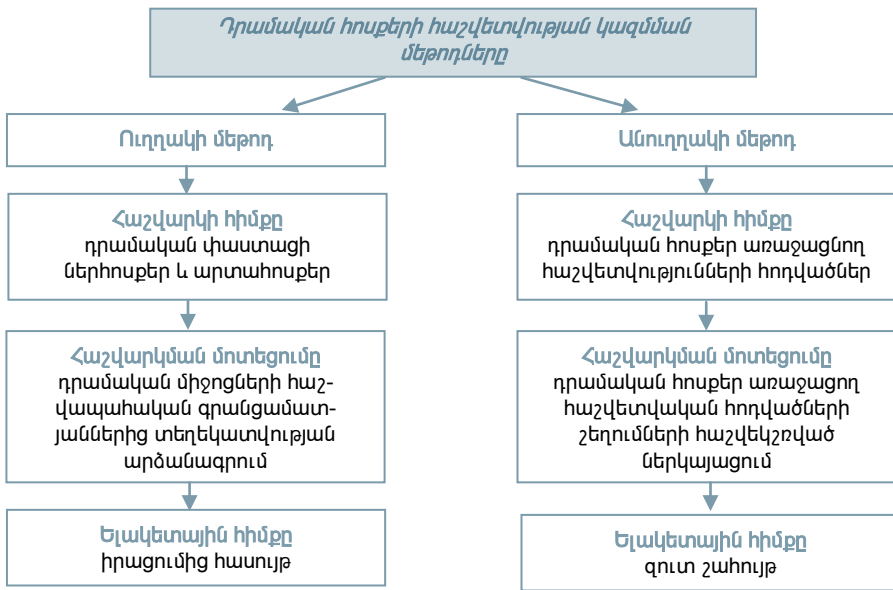 Դրամական հոսքերի հաշվետվության կազմման
մեթոդները
Ուղղակի մեթոդ
Հաշվարկի հիմքը
դրամական փաստացի
ներհոսքեր և արտահոսքեր
Հաշվարկման մոտեցումը
դրամական միջոցների հաշ-
վապահական գրանցամատ-
յաններից տեղեկատվության
արձանագրում
Ելակետային հիմքը
իրացումից հասույթ
Անուղղակի մեթոդ
Հաշվարկի հիմքը
դրամական հոսքեր առաջացնող
հաշվետվությունների հոդվածներ
Հաշվարկման մոտեցումը
դրամական հոսքեր առաջացող
հաշվետվական հոդվածների
շեղումների հաշվեկշռված
ներկայացում
Ելակետային հիմքը
զուտ շահույթ